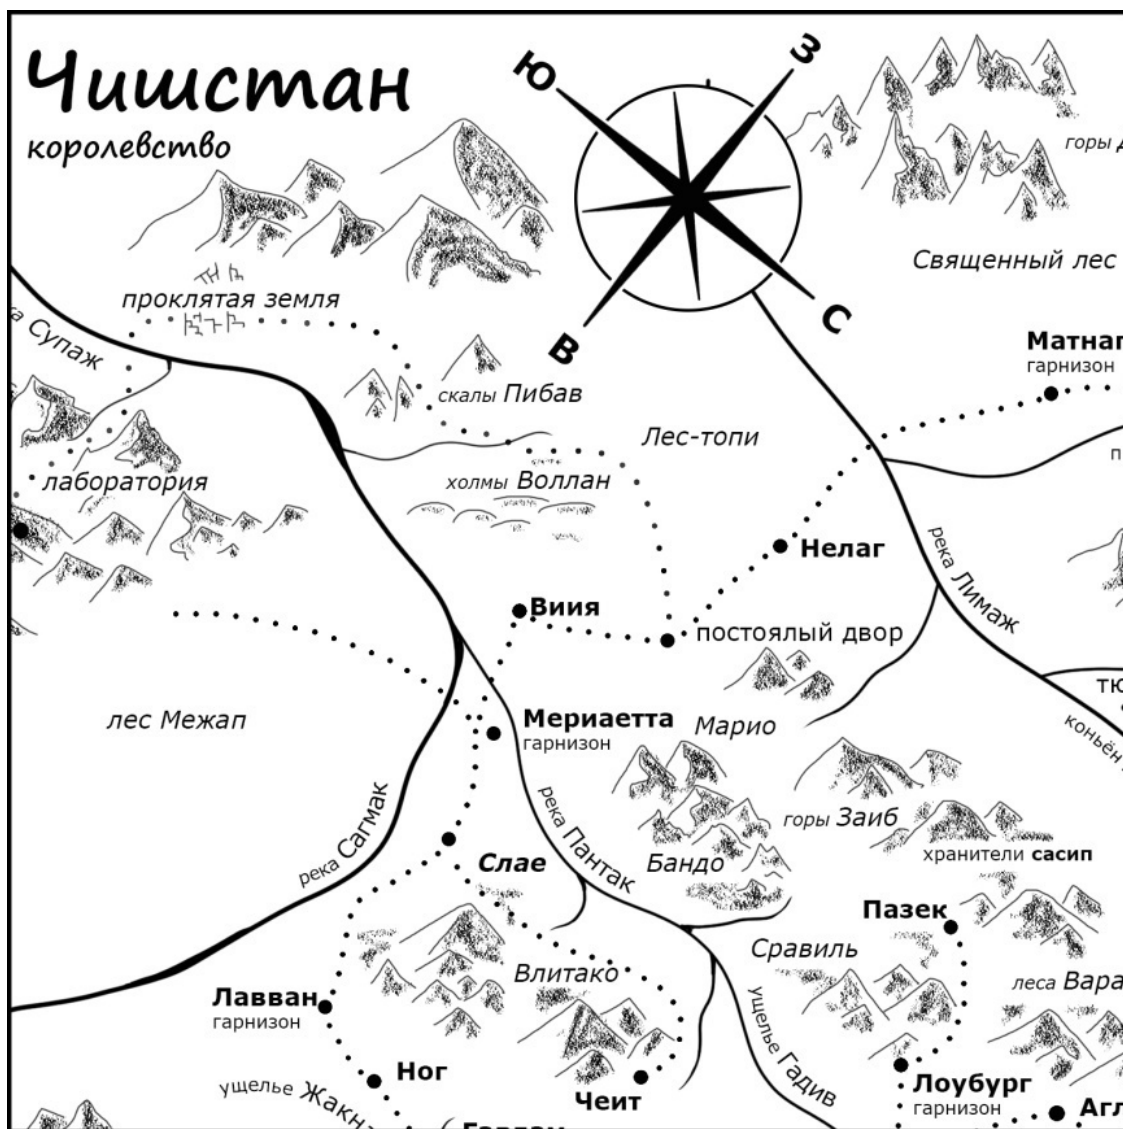 Чишстан
королевство
З
Ю
С
В
горы
Священный лес
проклятая земля
Супаж
скалы Пибав
гарнизон
Лес-топи
лаборатория
холмы Воллан
Нелаг
река Лимаж
Виия
постоялый двор
лес Межап
Мериаетта
гарнизон
Марио
река Сагмак
река Пантак
горы Заиб
хранители сасип
Слае
Бандо
Пазек
Сравиль
Влитако
леса
Лавван
гарнизон
ущелье Гадив
Ног
ущелье
Чеит
Лоубург
гарнизон